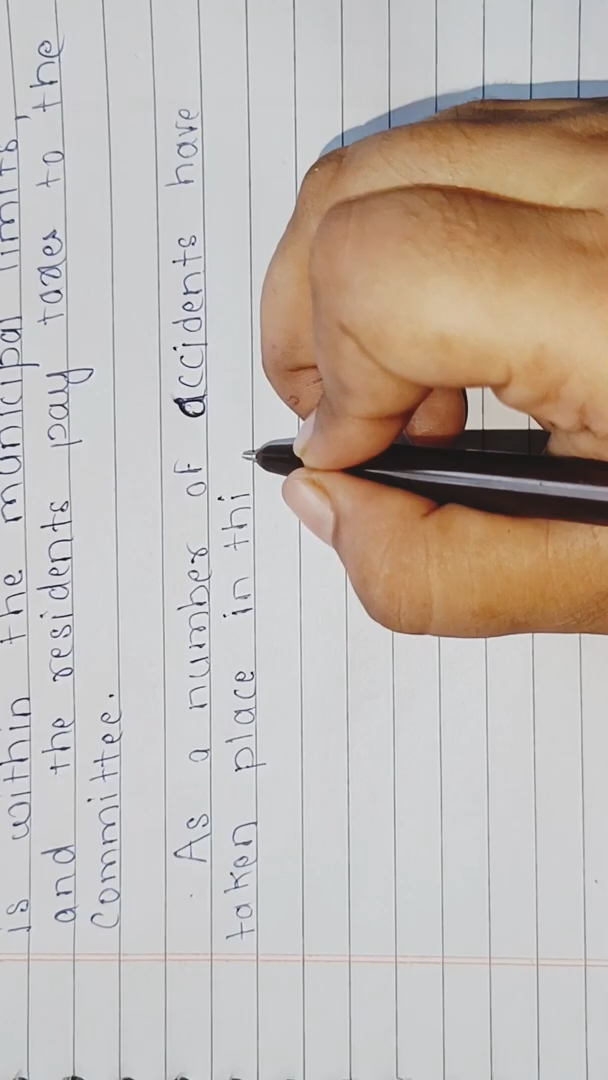 is within the municipal limits,
and the residents pay taxes to the
Committee.
As a number of accidents have
taken place in thi